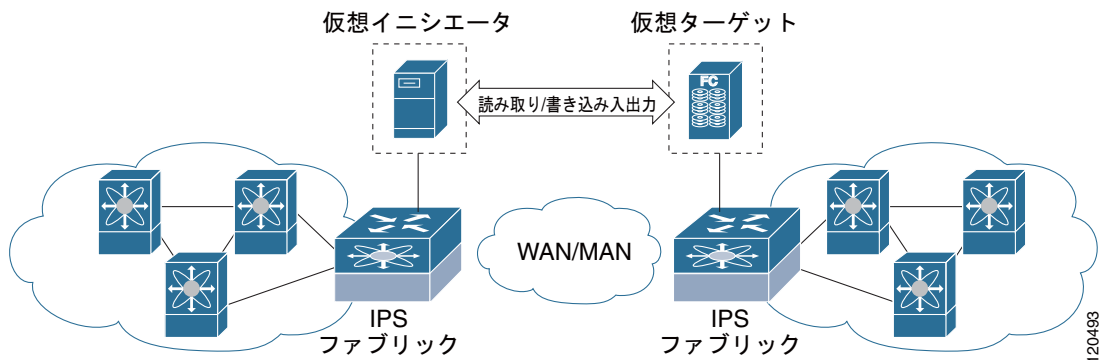 仮想イニシエータ
仮想ターゲット
FC
読み取り/書き込み入出力
WAN/MAN
IPS
ファブリック
IPS
ファブリック
120493